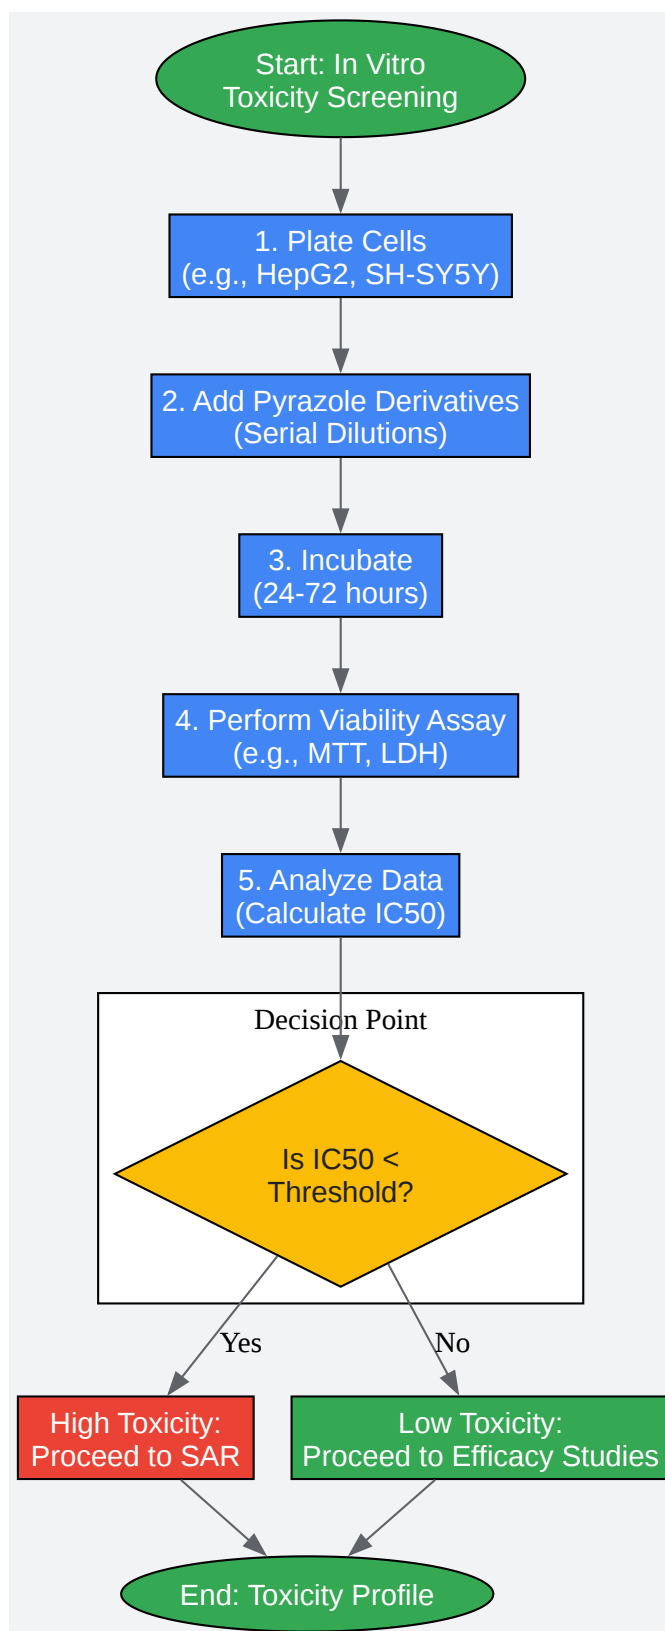 Start: In Vitro
Toxicity Screening
1. Plate Cells
(e.g., HepG2, SH-SY5Y)
2. Add Pyrazole Derivatives
(Serial Dilutions)
3. Incubate
(24-72 hours)
4. Perform Viability Assay
(e.g., MTT, LDH)
5. Analyze Data
(Calculate IC50)
Decision Point
Is IC50 <
Threshold?
Yes
No
High Toxicity:
Proceed to SAR
Low Toxicity:
Proceed to Efficacy Studies
End: Toxicity Profile